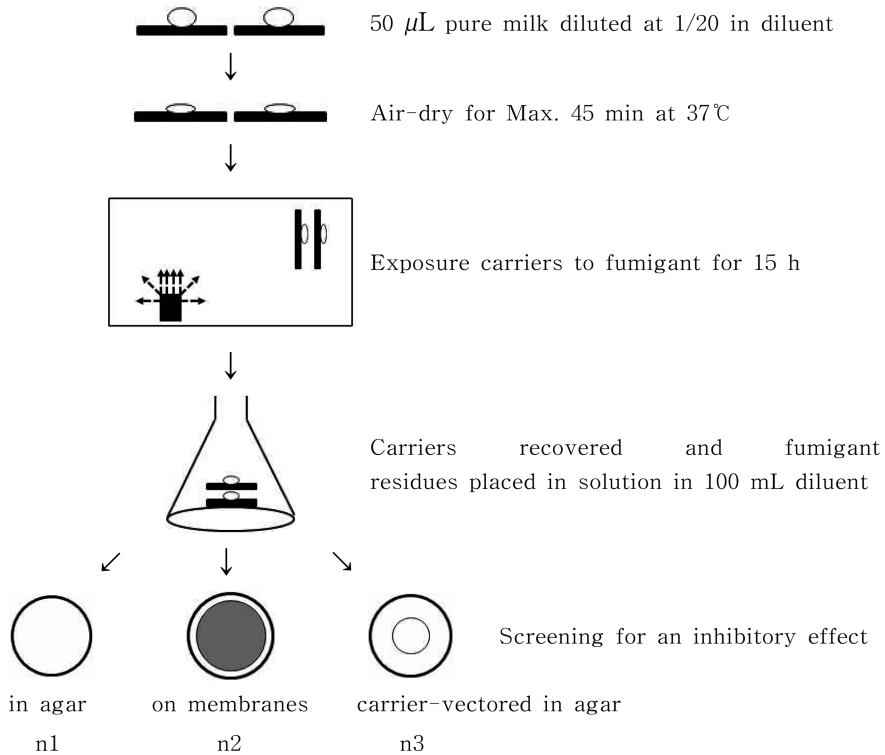 50 μL pure milk diluted at 1/20 in diluent
Air-dry for Max. 45 min at 37℃
Exposure carriers to fumigant for 15 h
Carriers recovered and fumigant
residues placed in solution in 100 mL diluent
Screening for an inhibitory effect
in agar on membranes carrier-vectored in agar
n1 n2 n3